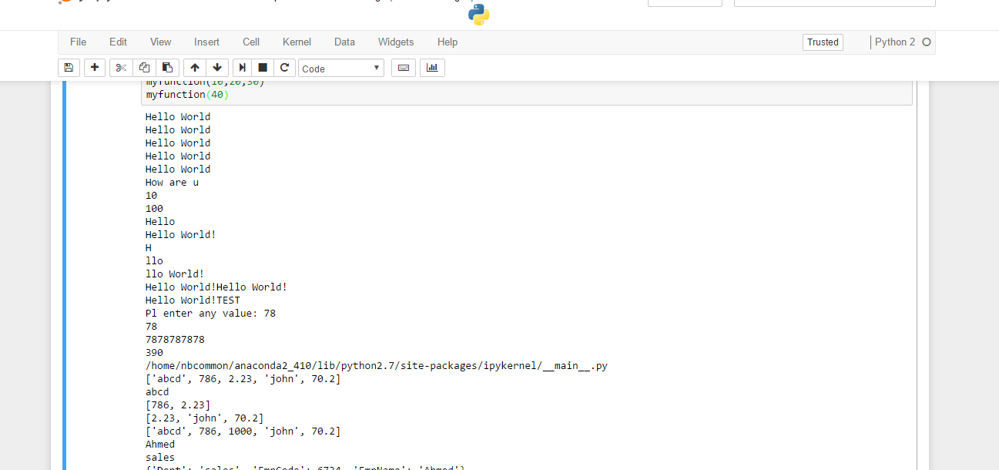 File Edit View Insert Cell Kernel Data Widgets Help Trusted Python 2
Code
myfunction(10,20,30)
myfunction(40)
Hello World
Hello World
Hello World
Hello World
Hello World
How are u
10
100
Hello
Hello World!
H
llo
llo World!
Hello World!Hello World!
Hello World!TEST
Pl enter any value: 78
78
7878787878
390
/home/nbcommon/anaconda2_410/lib/python2.7/site-packages/ipykernel/__main__.py
['abcd', 786, 2.23, 'john', 70.2]
abcd
[786, 2.23]
[2.23, 'john', 70.2]
['abcd', 786, 1000, 'john', 70.2]
Ahmed
sales
{'Dept': 'sales', 'EmpCode': 6734, 'EmpName': 'Ahmed'}